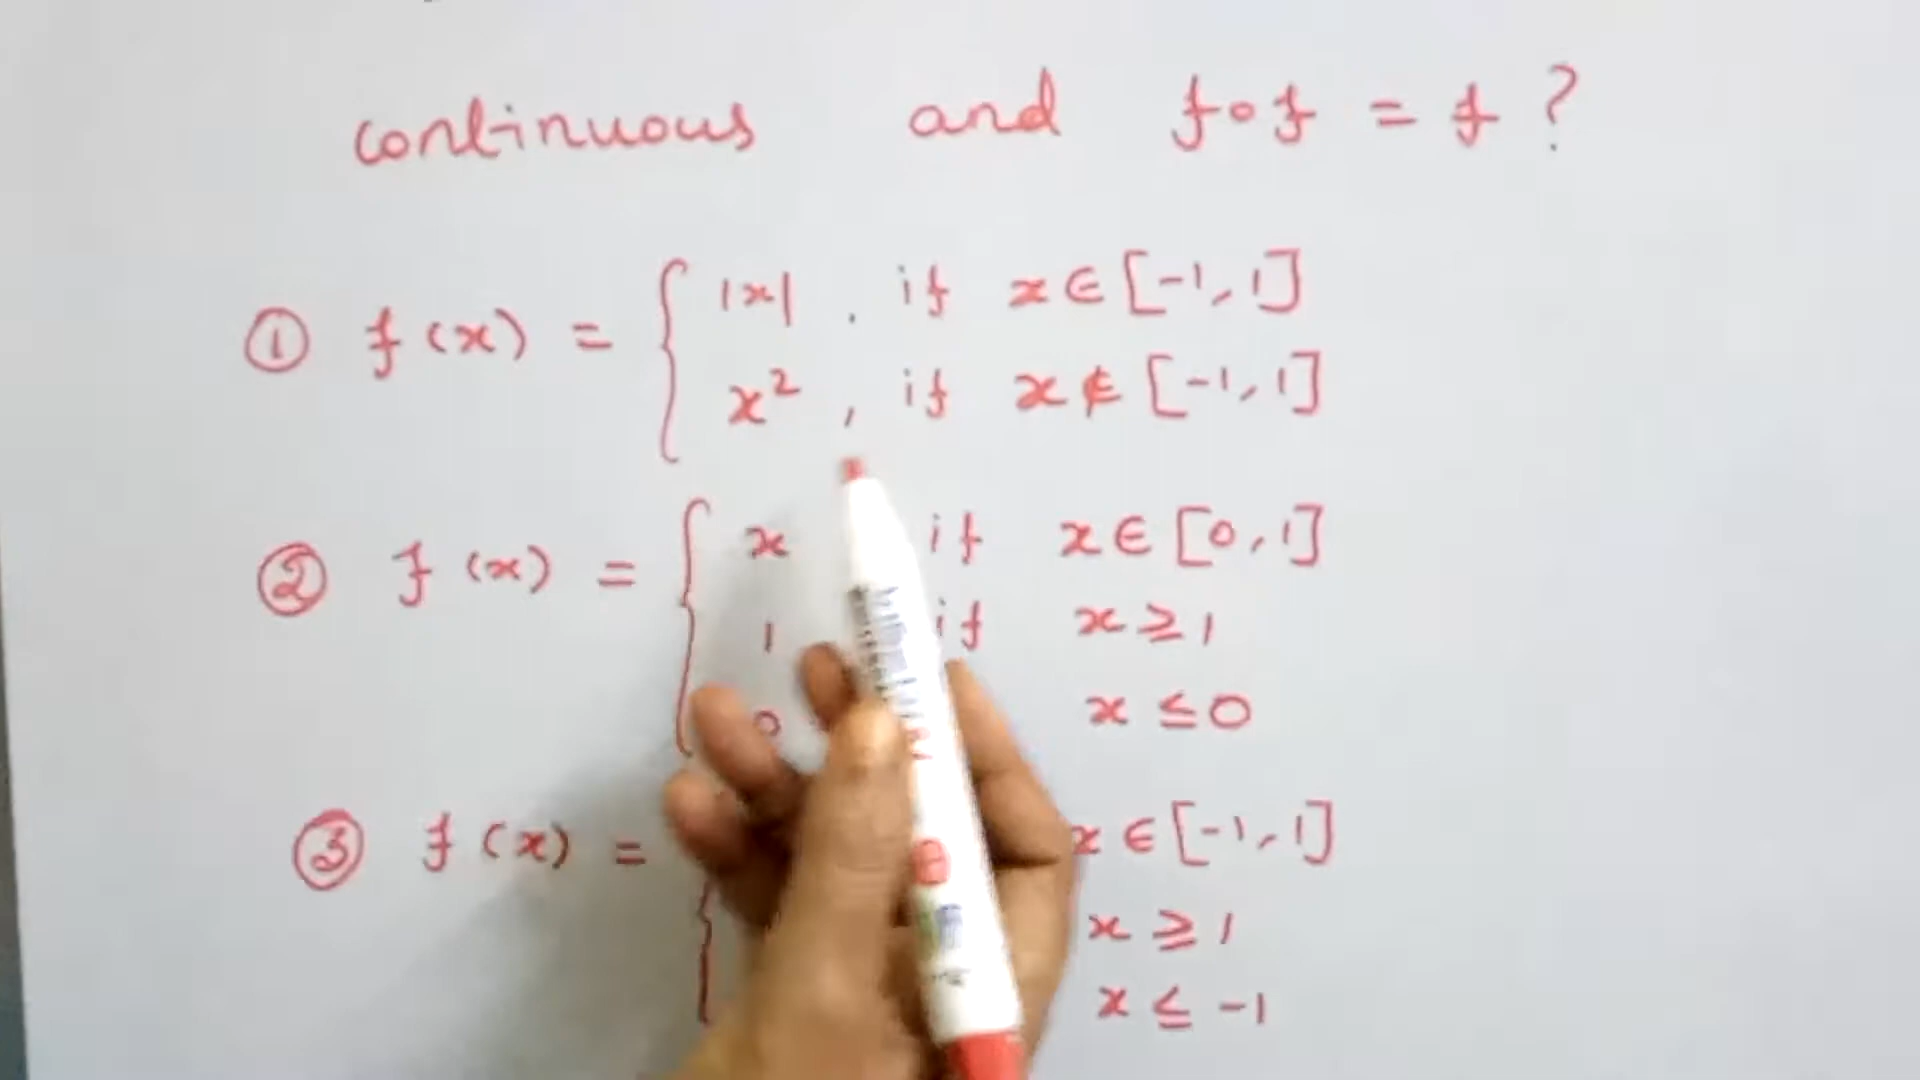 continuous and f∘f = f ?
① f(x) = { |x| , if x ∈ [-1, 1]
x² , if x ∉ [-1, 1]
② f(x) = { x if x ∈ [0, 1]
1 if x ≥ 1
0 x ≤ 0
③ f(x) = { x ∈ [-1, 1]
x ≥ 1
x ≤ -1